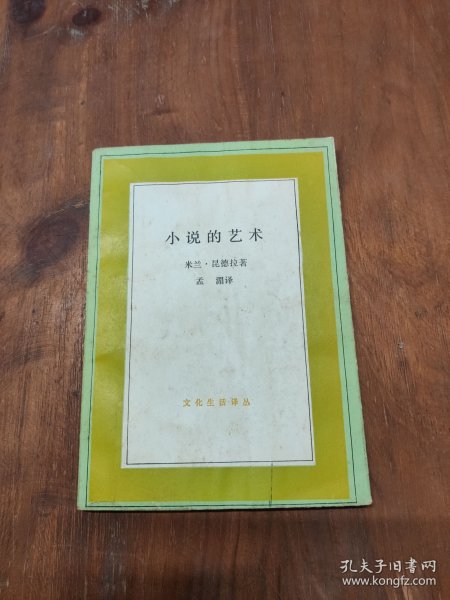 小说的艺术
米兰·昆德拉著
孟湄译
文化生活译丛
孔夫子旧书网
www.kongfz.com